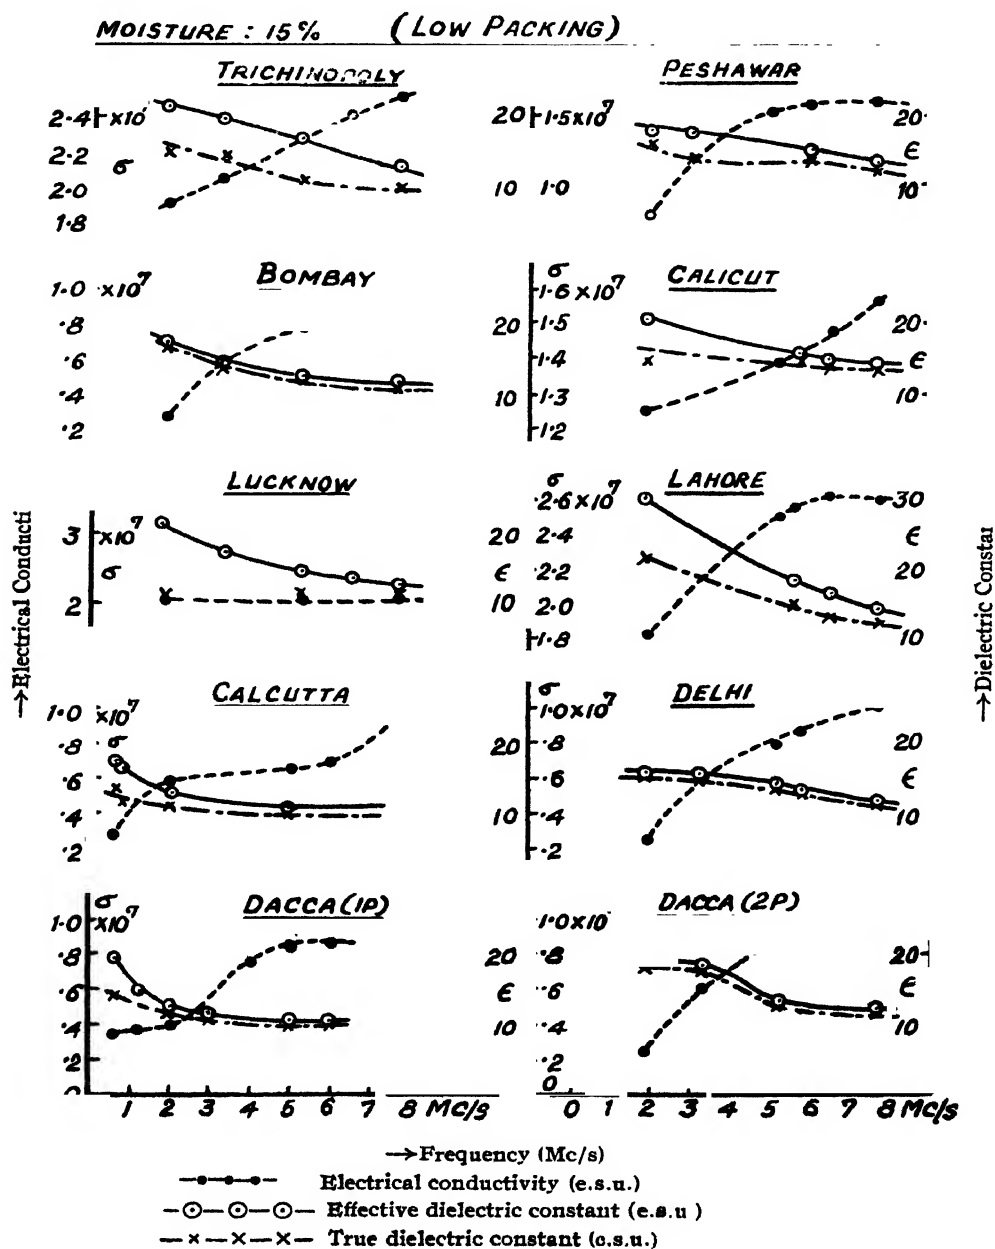 MOISTURE : 15% (LOW PACKING)
TRICHINOPOLY PESHAWAR
2.4 ×10 20 1.5×10⁷ 20
2.2 σ ϵ
2.0 10 1.0 10
1.8
BOMBAY σ CALICUT
1.0 ×10⁷ 1.6×10⁷
.8 20 1.5 20
.6 1.4 ϵ
.4 10 1.3 10
.2 1.2
LUCKNOW σ LAHORE
2.6×10⁷ 30
3 ×10⁷ 20 2.4 ϵ
σ ϵ 2.2 20
2 10 2.0
1.8 10
→Electrical Conducti
→Dielectric Constan
CALCUTTA σ DELHI
1.0 ×10⁷ 1.0×10⁷
.8 σ 20 .8 20
.6 .6 ϵ
.4 10 .4 10
.2 .2
σ DACCA (1P) DACCA (2P)
1.0 ×10⁷ 1.0×10
.8 20 .8 20
.6 ϵ .6 ϵ
.4 10 .4 10
.2 .2
0 0
1 2 3 4 5 6 7 8 MC/S 0 1 2 3 4 5 6 7 8 MC/S
→Frequency (Mc/s)
Electrical conductivity (e.s.u.)
Effective dielectric constant (e.s.u )
True dielectric constant (e.s.u.)